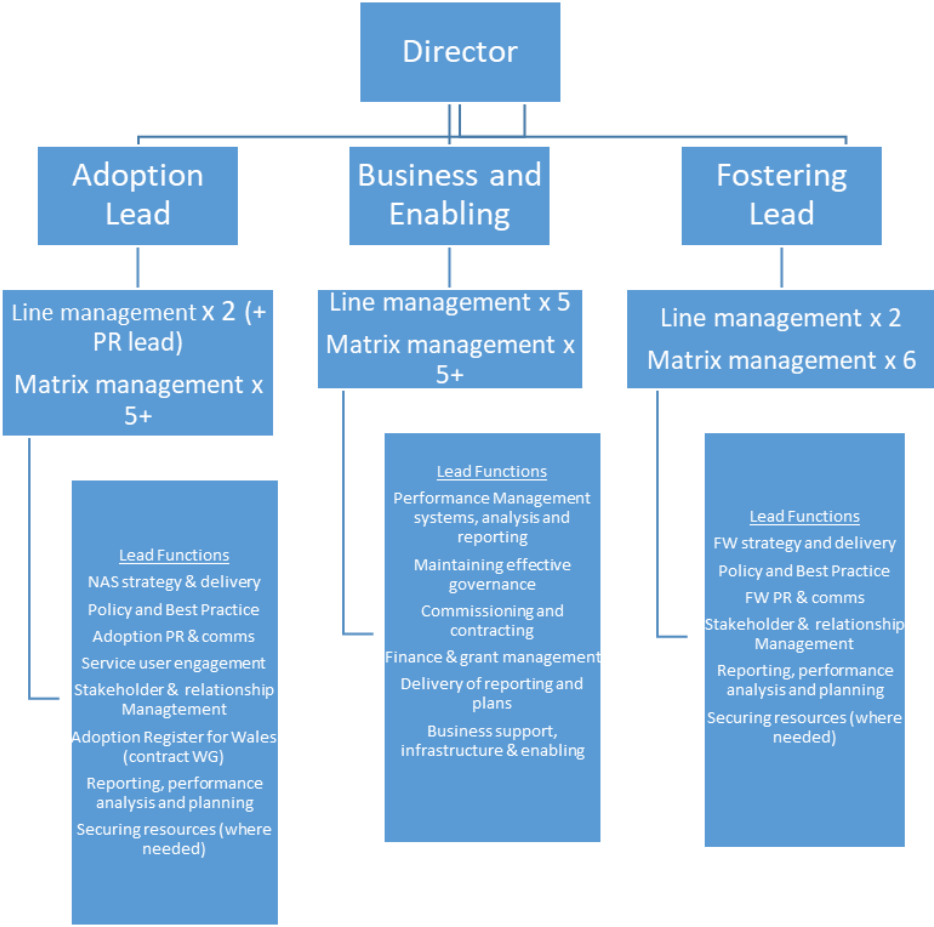 Director
Adoption
Lead
Business and
Enabling
Fostering
Lead
Line management x 2 (+
PR lead)
Matrix management x
5+
Line management x 5
Matrix management x
5+
Line management x 2
Matrix management x 6
Lead Functions
NAS strategy & delivery
Policy and Best Practice
Adoption PR & comms
Service user engagement
Stakeholder & relationship
Managtement
Adoption Register for Wales
(contract WG)
Reporting, performance
analysis and planning
Securing resources (where
needed)
Lead Functions
Performance Management
systems, analysis and
reporting
Maintaining effective
governance
Commissioning and
contracting
Finance & grant management
Delivery of reporting and
plans
Business support,
infrastructure & enabling
Lead Functions
FW strategy and delivery
Policy and Best Practice
FW PR & comms
Stakeholder & relationship
Management
Reporting, performance
analysis and planning
Securing resources (where
needed)